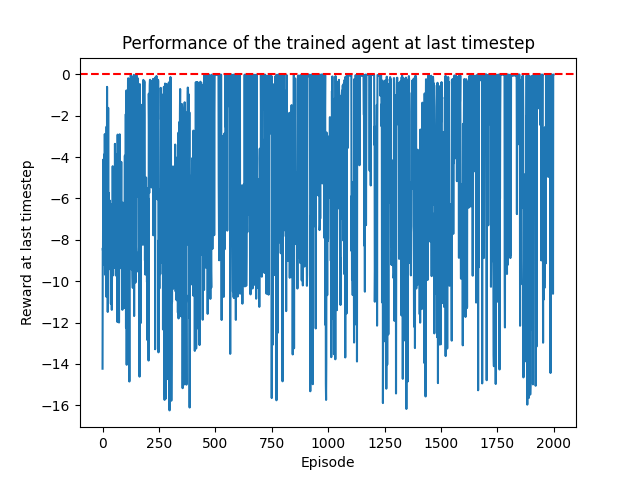 Performance of the trained agent at last timestep
0
−2
−4
−6
−8
−10
−12
−14
−16
Reward at last timestep
0 250 500 750 1000 1250 1500 1750 2000
Episode